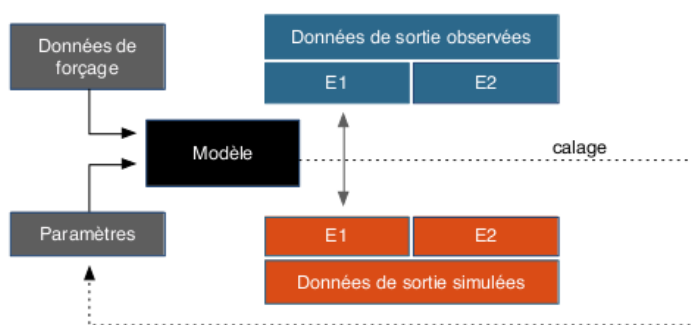 Données de
forçage
Données de sortie observées
E1
E2
Modèle
calage
Paramètres
E1
E2
Données de sortie simulées